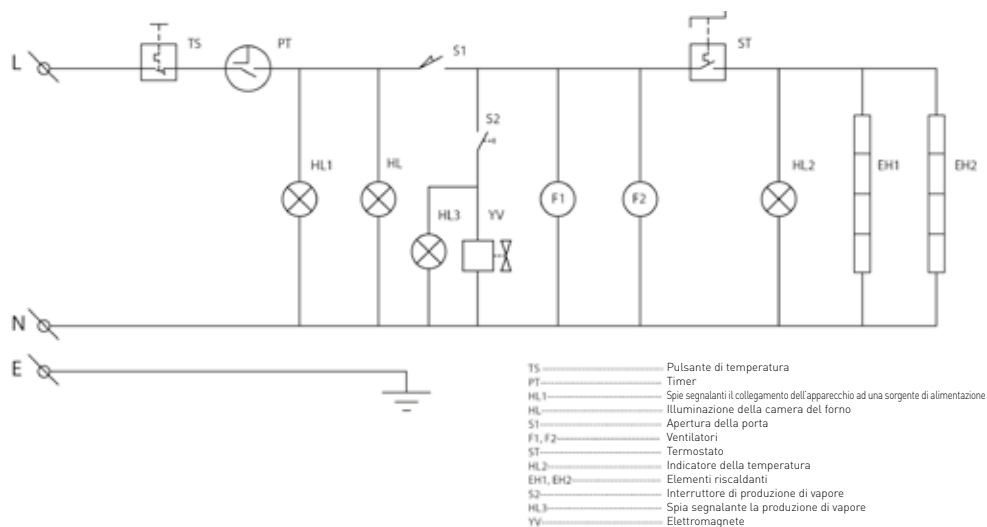 L
TS
PT
S1
ST
S2
HL1
HL
HL3
YV
F1
F2
HL2
EH1
EH2
N
E
TS Pulsante di temperatura
PT Timer
HL1 Spie segnalanti il collegamento dell'apparecchio ad una sorgente di alimentazione
HL Illuminazione della camera del forno
S1 Apertura della porta
F1, F2 Ventilatori
ST Termostato
HL2 Indicatore della temperatura
EH1, EH2 Elementi riscaldanti
S2 Interruttore di produzione di vapore
HL3 Spia segnalante la produzione di vapore
YV Elettromagnete